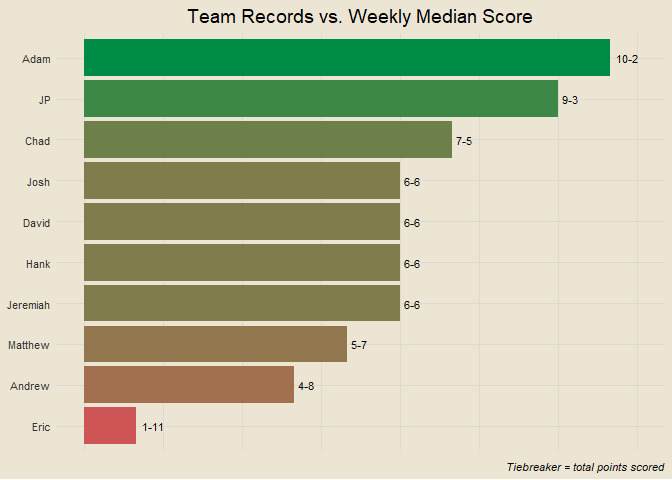 Team Records vs. Weekly Median Score
Adam 10-2
JP 9-3
Chad 7-5
Josh 6-6
David 6-6
Hank 6-6
Jeremiah 6-6
Matthew 5-7
Andrew 4-8
Eric 1-11
Tiebreaker = total points scored